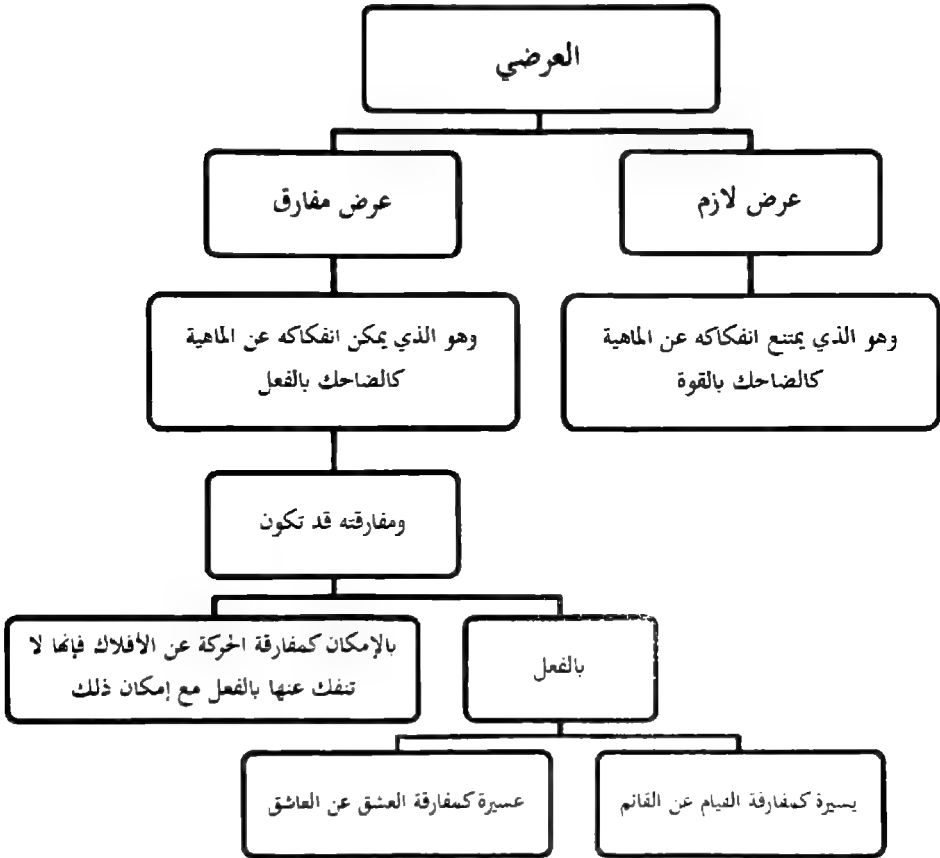 العرضي
عرض لازم
عرض مفارق
وهو الذي يمتنع انفكاكه عن الماهية
كالضاحك بالقوة
وهو الذي يمكن انفكاكه عن الماهية
كالضاحك بالفعل
ومفارقته قد تكون
بالفعل
بالإمكان كمفارقة الحركة عن الأفلاك فإنها لا
تنفك عنها بالفعل مع إمكان ذلك
يسيرة كمفارقة القيام عن القائم
عسيرة كمفارقة العشق عن العاشق